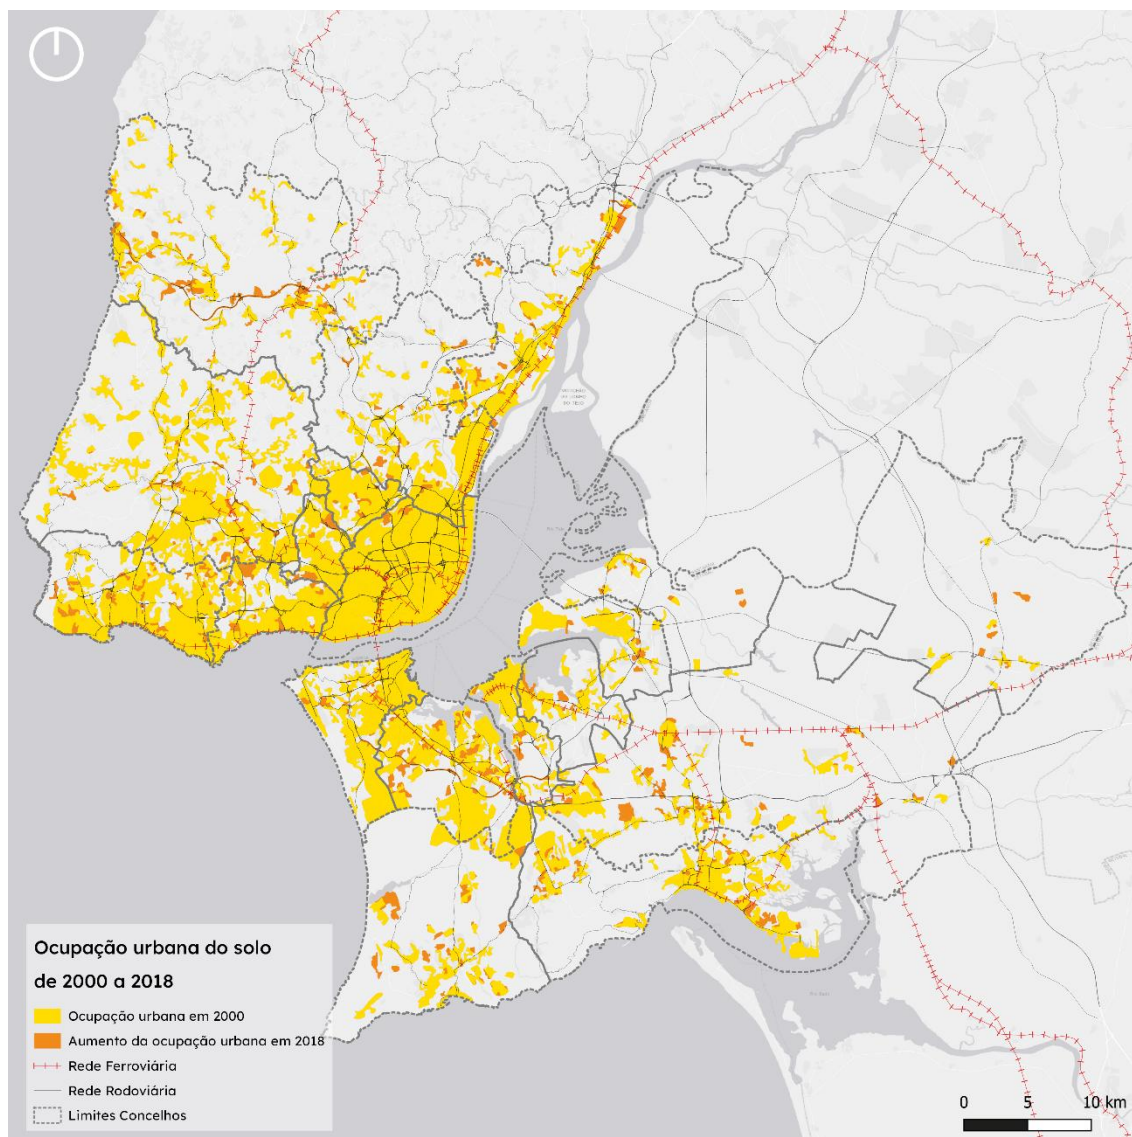 Ocupação urbana do solo
de 2000 a 2018
Ocupação urbana em 2000
Aumento da ocupação urbana em 2018
Rede Ferroviária
Rede Rodoviária
Limites Concelhos
0 5 10 km